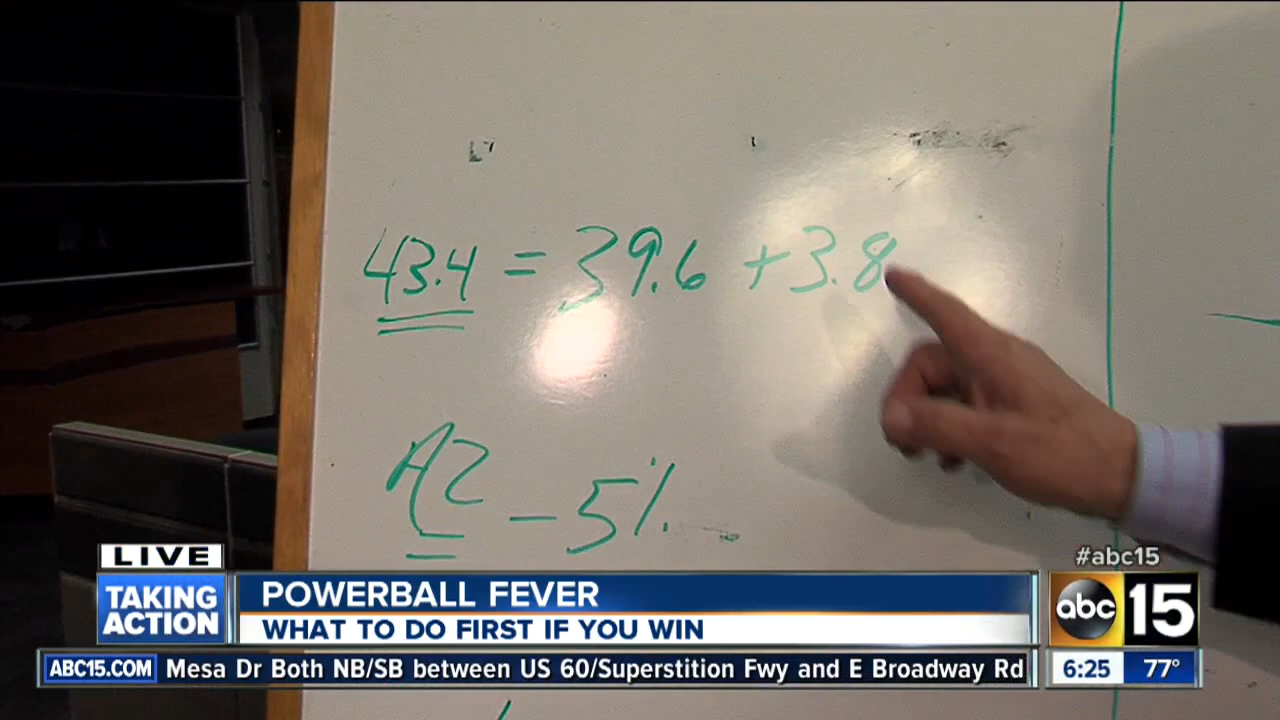 43.4 = 39.6 + 3.8
AZ - 5%
LIVE
#abc15
TAKING ACTION
POWERBALL FEVER
WHAT TO DO FIRST IF YOU WIN
abc 15
ABC15.COM Mesa Dr Both NB/SB between US 60/Superstition Fwy and E Broadway Rd
6:25 77°